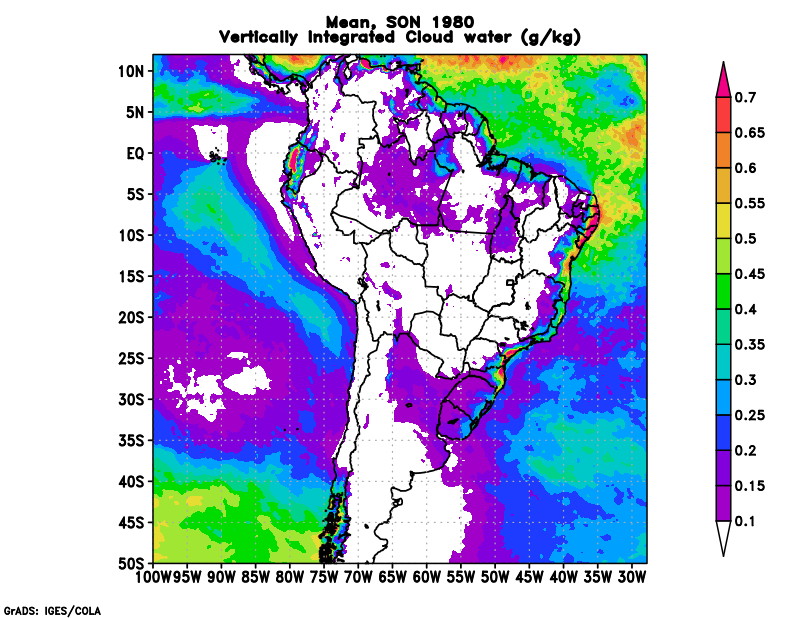 Mean, SON 1980
Vertically Integrated Cloud water (g/kg)
10N
5N
EQ
5S
10S
15S
20S
25S
30S
35S
40S
45S
50S
100W 95W 90W 85W 80W 75W 70W 65W 60W 55W 50W 45W 40W 35W 30W
0.7
0.65
0.6
0.55
0.5
0.45
0.4
0.35
0.3
0.25
0.2
0.15
0.1
GrADS: IGES/COLA